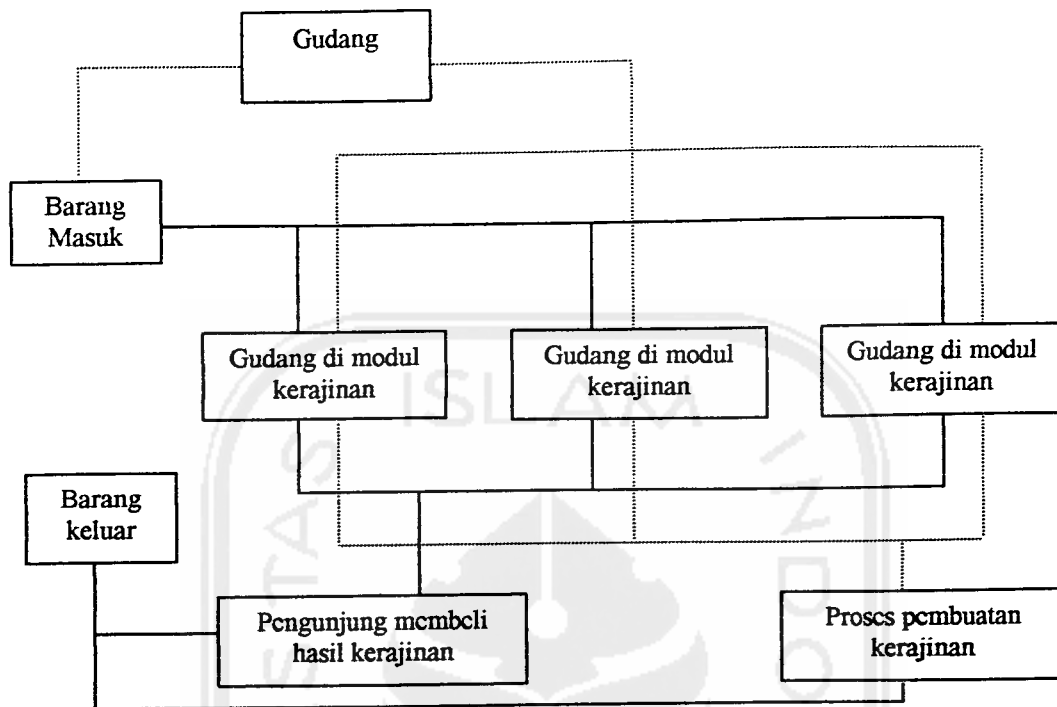 Gudang
Barang
Masuk
Gudang di modul
kerajinan
Gudang di modul
kerajinan
Gudang di modul
kerajinan
ISLAM
Barang
keluar
Pengunjung membeli
hasil kerajinan
Proses pembuatan
kerajinan